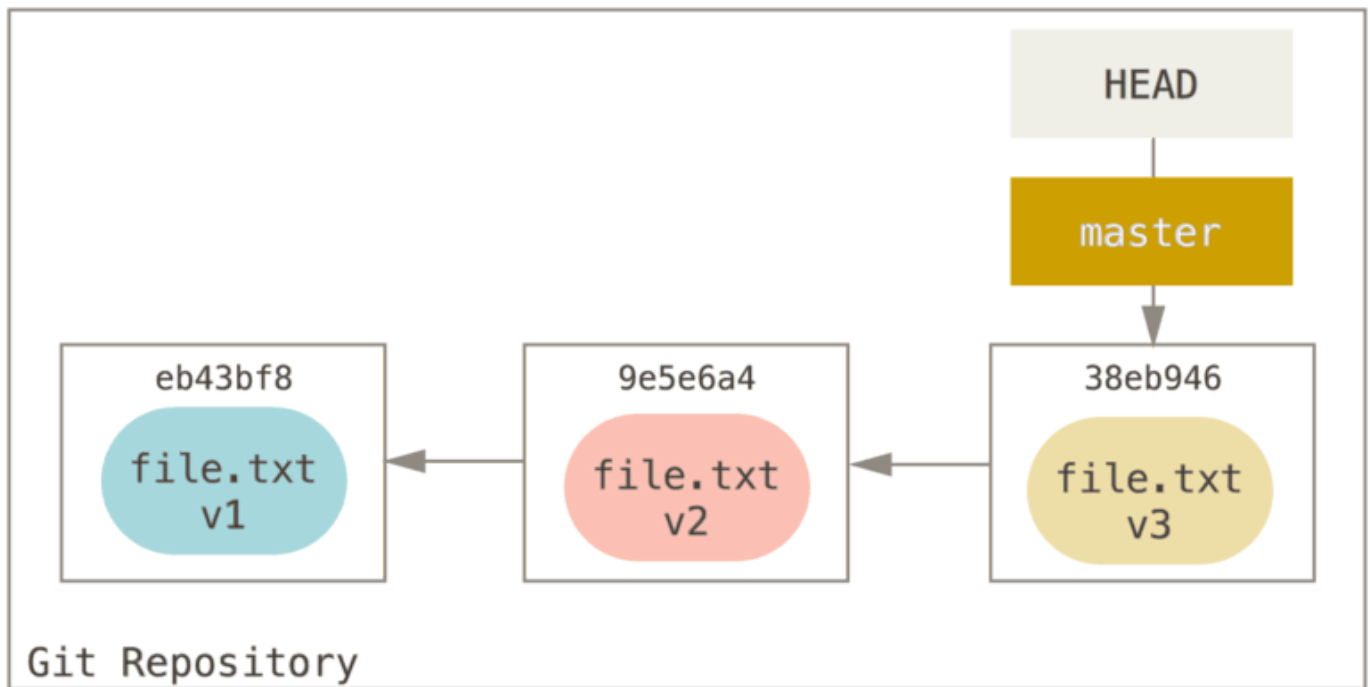 HEAD
master
eb43bf8
file.txt
v1
9e5e6a4
file.txt
v2
38eb946
file.txt
v3
Git Repository